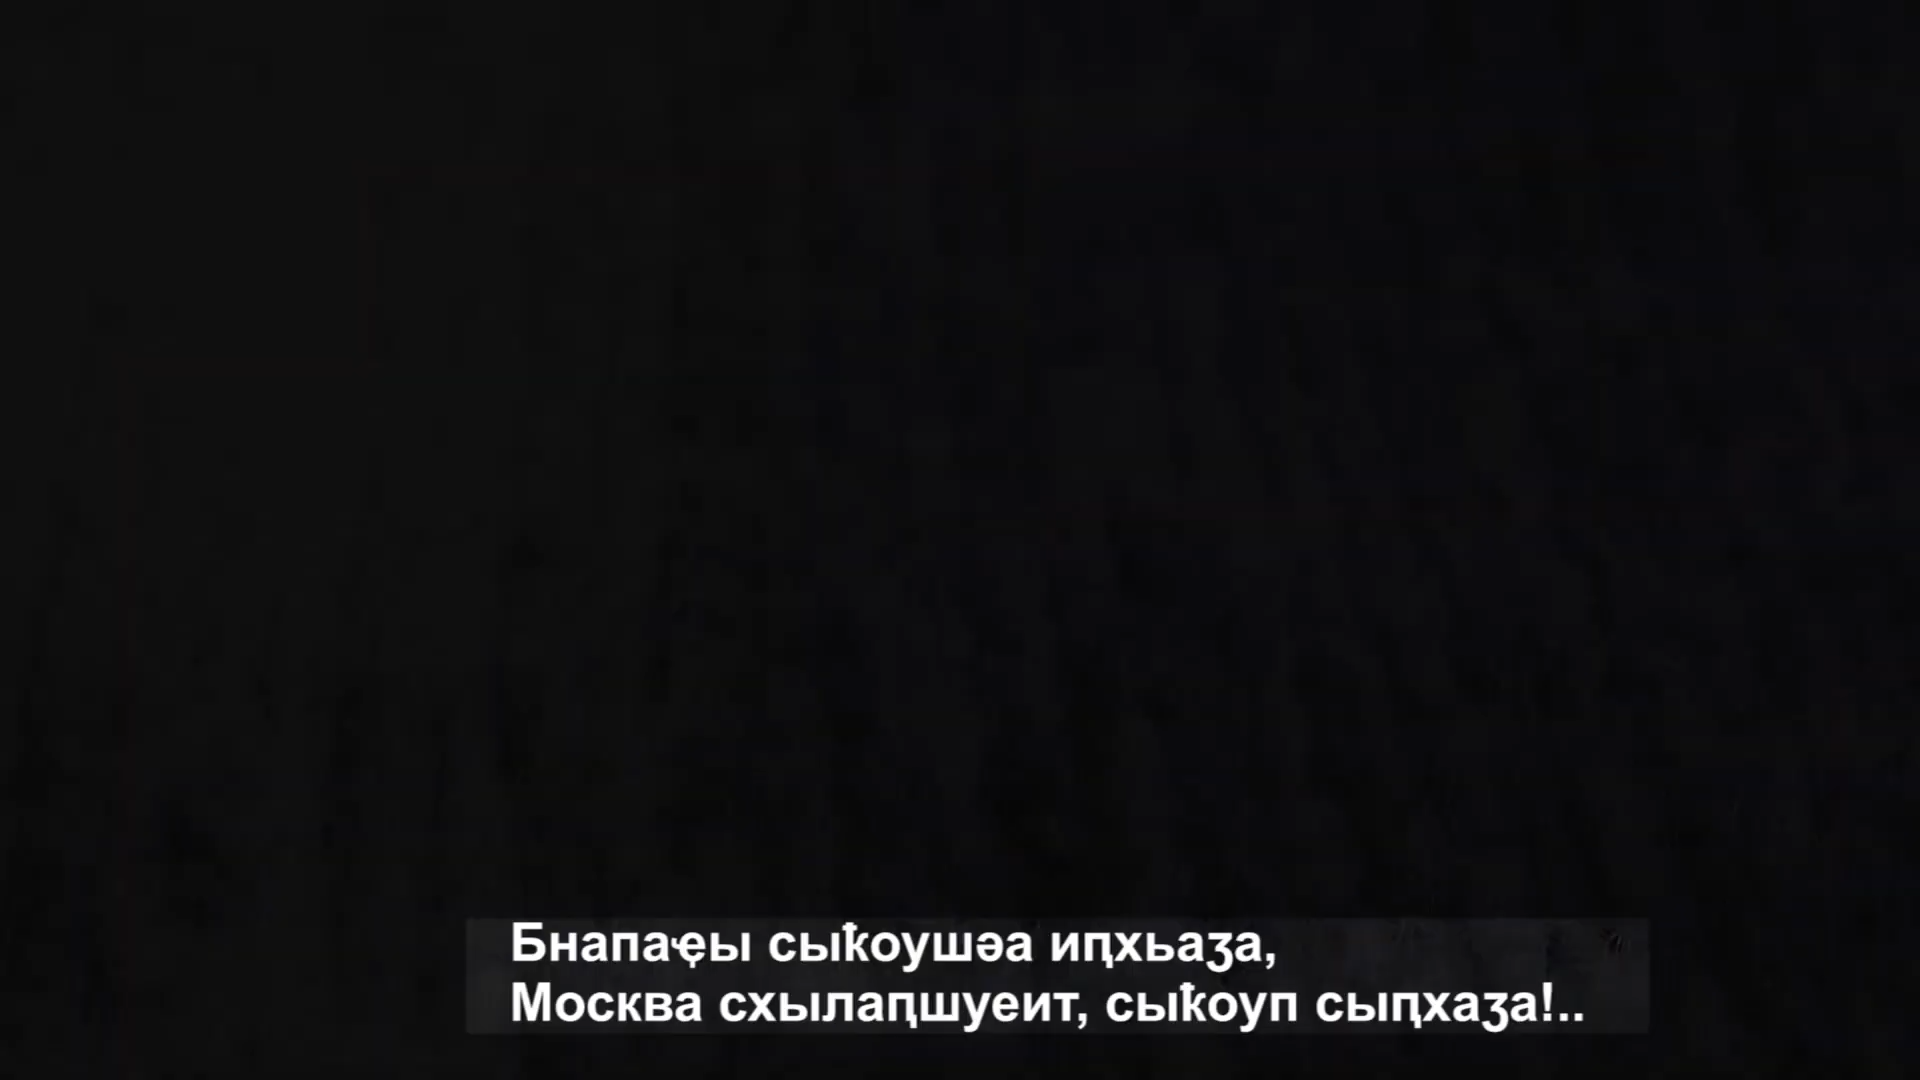 Бнапаҿы сыҟоушәа иԥхьаӡа,
Москва схылаԥшуеит, сыҟоуп сыԥхаӡа!..